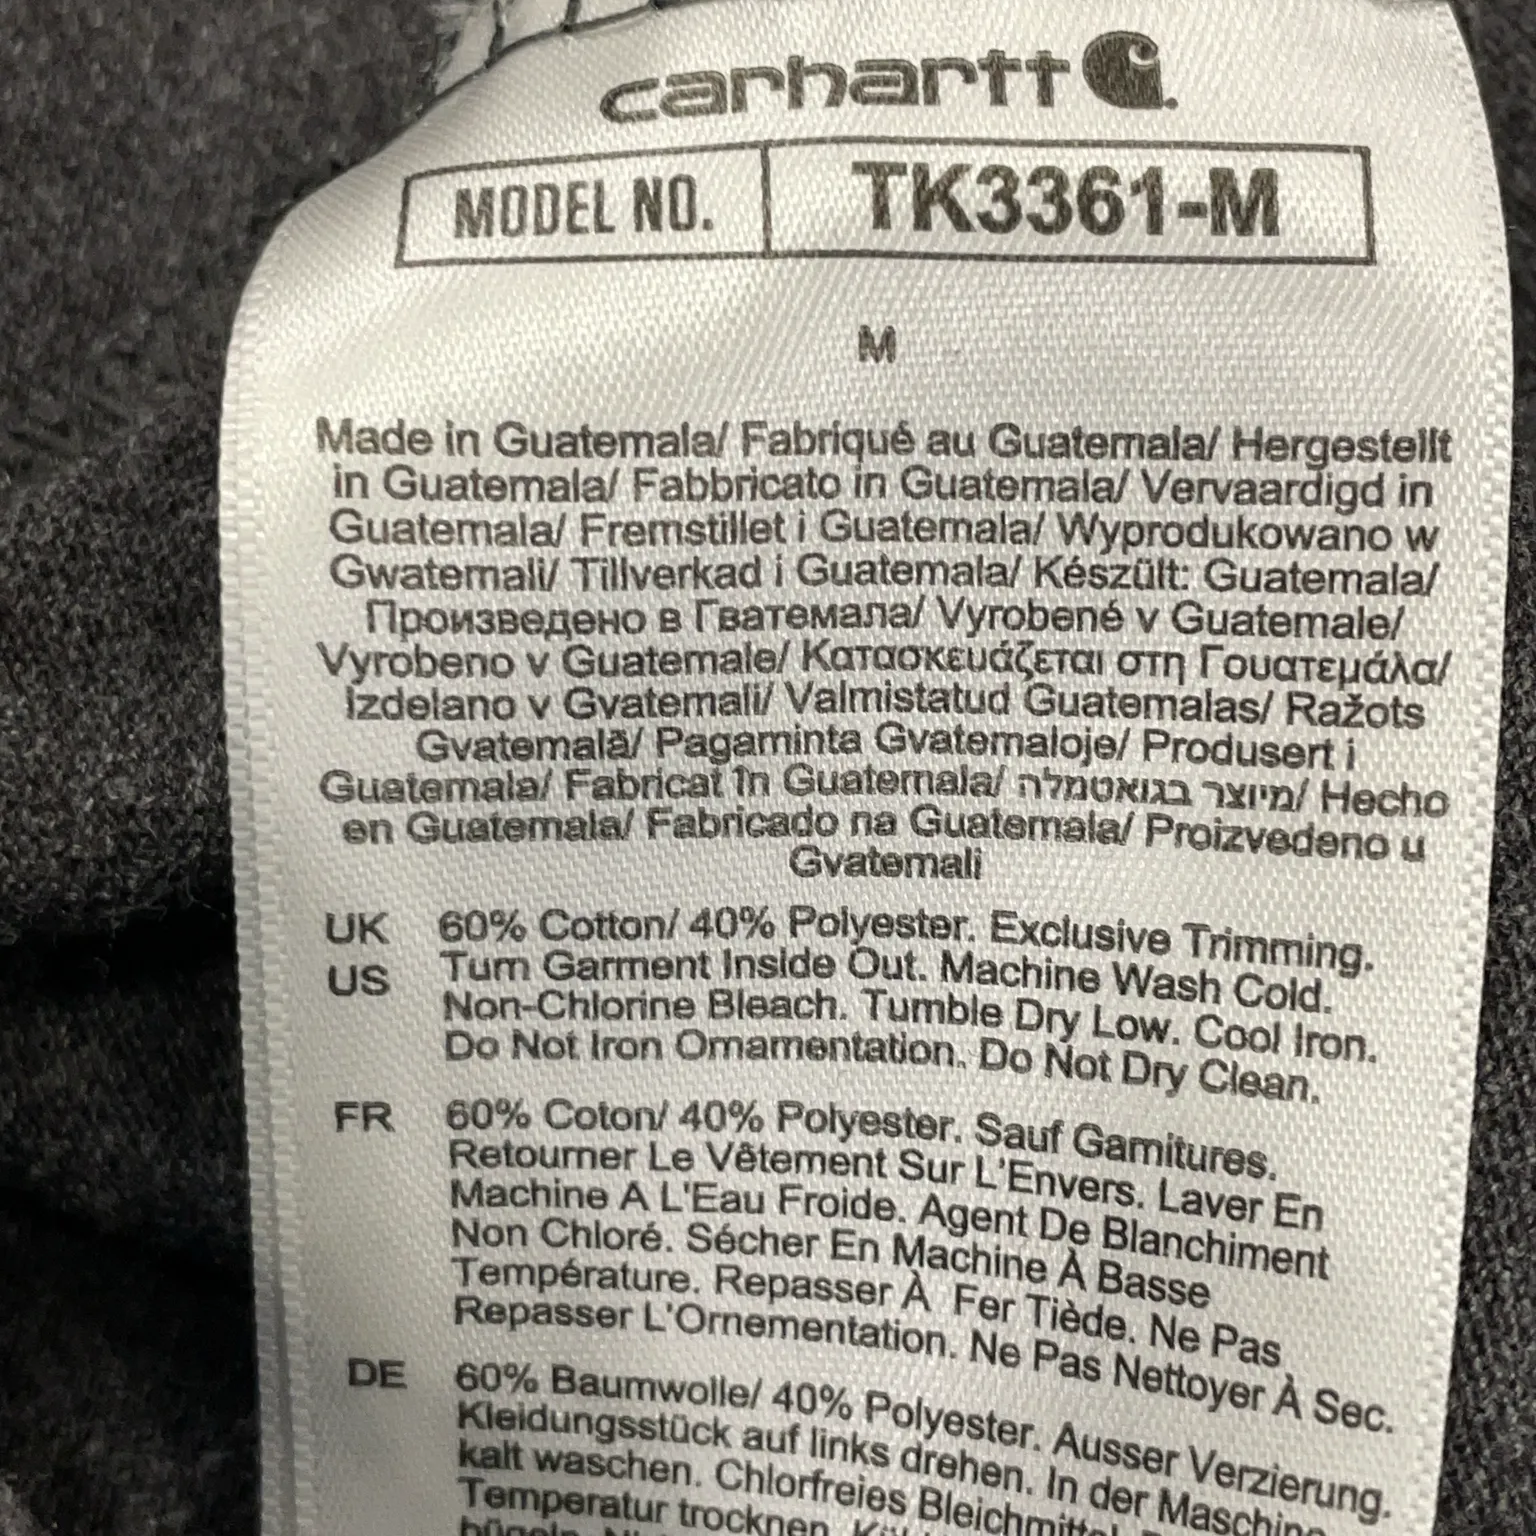 carhartt
MODEL NO. TK3361-M
M
Made in Guatemala/ Fabriqué au Guatemala/ Hergestellt
in Guatemala/ Fabbricato in Guatemala/ Vervaardigd in
Guatemala/ Fremstillet i Guatemala/ Wyprodukowano w
Gwatemali/ Tillverkad i Guatemala/ Készült: Guatemala/
Произведено в Гватемала/ Vyrobené v Guatemale/
Vyrobeno v Guatemale/ Κατασκευάζεται στη Γουατεμάλα/
Izdelano v Gvatemali/ Valmistatud Guatemalas/ Ražots
Gvatemalā/ Pagaminta Gvatemaloje/ Produsert i
Guatemala/ Fabricat în Guatemala/ מיוצר בגואטמלה/ Hecho
en Guatemala/ Fabricado na Guatemala/ Proizvedeno u
Gvatemali
UK 60% Cotton/ 40% Polyester. Exclusive Trimming.
US Turn Garment Inside Out. Machine Wash Cold.
Non-Chlorine Bleach. Tumble Dry Low. Cool Iron.
Do Not Iron Ornamentation. Do Not Dry Clean.
FR 60% Coton/ 40% Polyester. Sauf Garnitures.
Retourner Le Vêtement Sur L'Envers. Laver En
Machine A L'Eau Froide. Agent De Blanchiment
Non Chloré. Sécher En Machine À Basse
Température. Repasser À Fer Tiède. Ne Pas
Repasser L'Ornementation. Ne Pas Nettoyer À Sec.
DE 60% Baumwolle/ 40% Polyester. Ausser Verzierung.
Kleidungsstück auf links drehen. In der Maschine
kalt waschen. Chlorfreies Bleichmittel.
Temperatur trocknen.